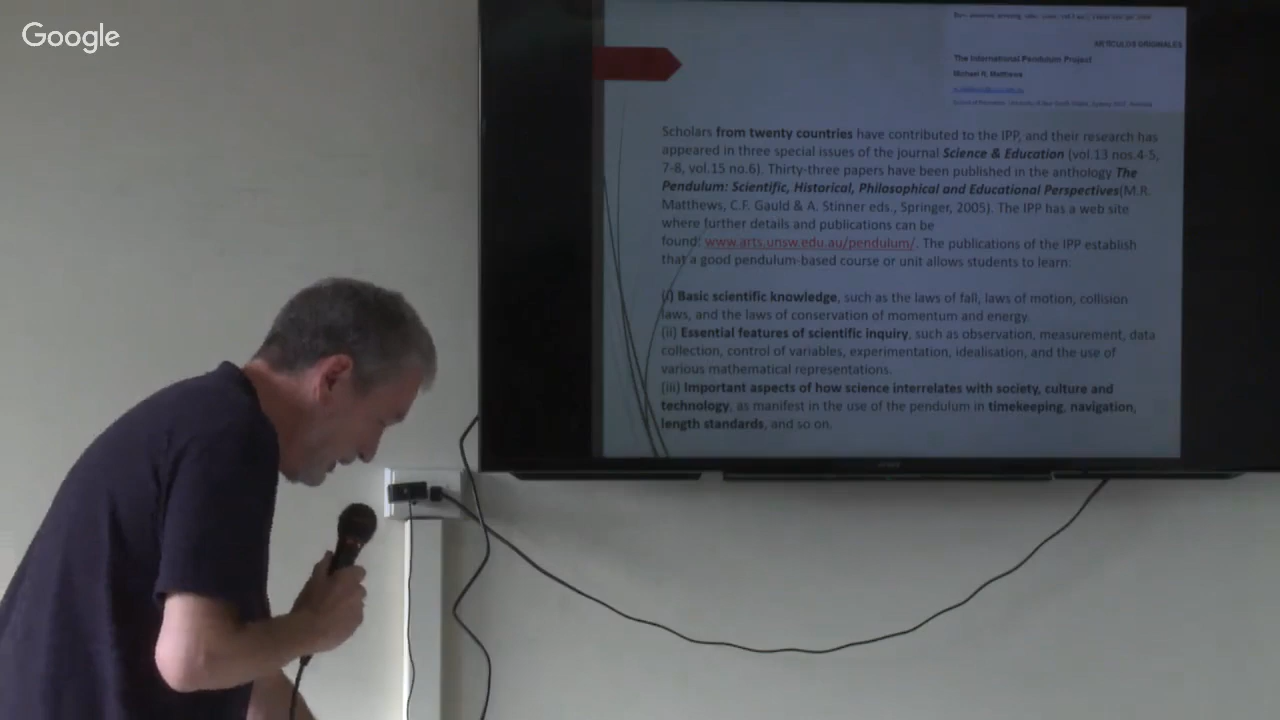 Google
ARTICULOS ORIGINALES
The International Pendulum Project
Michael R. Matthews
Scholars from twenty countries have contributed to the IPP, and their research has
appeared in three special issues of the journal Science & Education (vol.13 nos.4-5,
7-8, vol.15 no.6). Thirty-three papers have been published in the anthology The
Pendulum: Scientific, Historical, Philosophical and Educational Perspectives(M.R.
Matthews, C.F. Gauld & A. Stinner eds., Springer, 2005). The IPP has a web site
where further details and publications can be
found: www.arts.unsw.edu.au/pendulum/. The publications of the IPP establish
that a good pendulum-based course or unit allows students to learn:
(i) Basic scientific knowledge, such as the laws of fall, laws of motion, collision
laws, and the laws of conservation of momentum and energy.
(ii) Essential features of scientific inquiry, such as observation, measurement, data
collection, control of variables, experimentation, idealisation, and the use of
various mathematical representations.
(iii) Important aspects of how science interrelates with society, culture and
technology, as manifest in the use of the pendulum in timekeeping, navigation,
length standards, and so on.